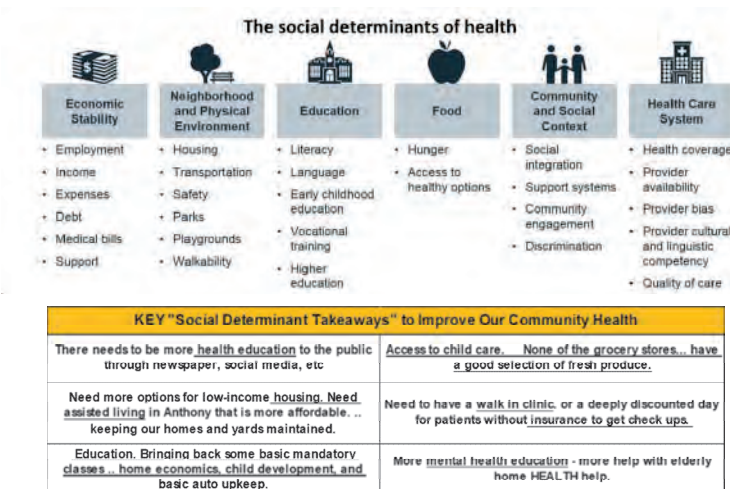 The social determinants of health
Economic
Stability
• Employment
• Income
• Expenses
• Debt
• Medical bills
• Support
Neighborhood
and Physical
Environment
• Housing
• Transportation
• Safety
• Parks
• Playgrounds
• Walkability
Education
• Literacy
• Language
• Early childhood
education
• Vocational
training
• Higher
education
Food
• Hunger
• Access to
healthy options
Community
and Social
Context
• Social
integration
• Support systems
• Community
engagement
• Discrimination
Health Care
System
• Health coverage
• Provider
availability
• Provider bias
• Provider cultural
and linguistic
competency
• Quality of care
KEY "Social Determinant Takeaways" to Improve Our Community Health
There needs to be more health education to the public
through newspaper, social media, etc
Access to child care. None of the grocery stores... have
a good selection of fresh produce.
Need more options for low-income housing. Need
assisted living in Anthony that is more affordable. ..
keeping our homes and yards maintained.
Need to have a walk in clinic. or a deeply discounted day
for patients without insurance to get check ups.
Education. Bringing back some basic mandatory
classes .. home economics, child development, and
basic auto upkeep.
More mental health education - more help with elderly
home HEALTH help.